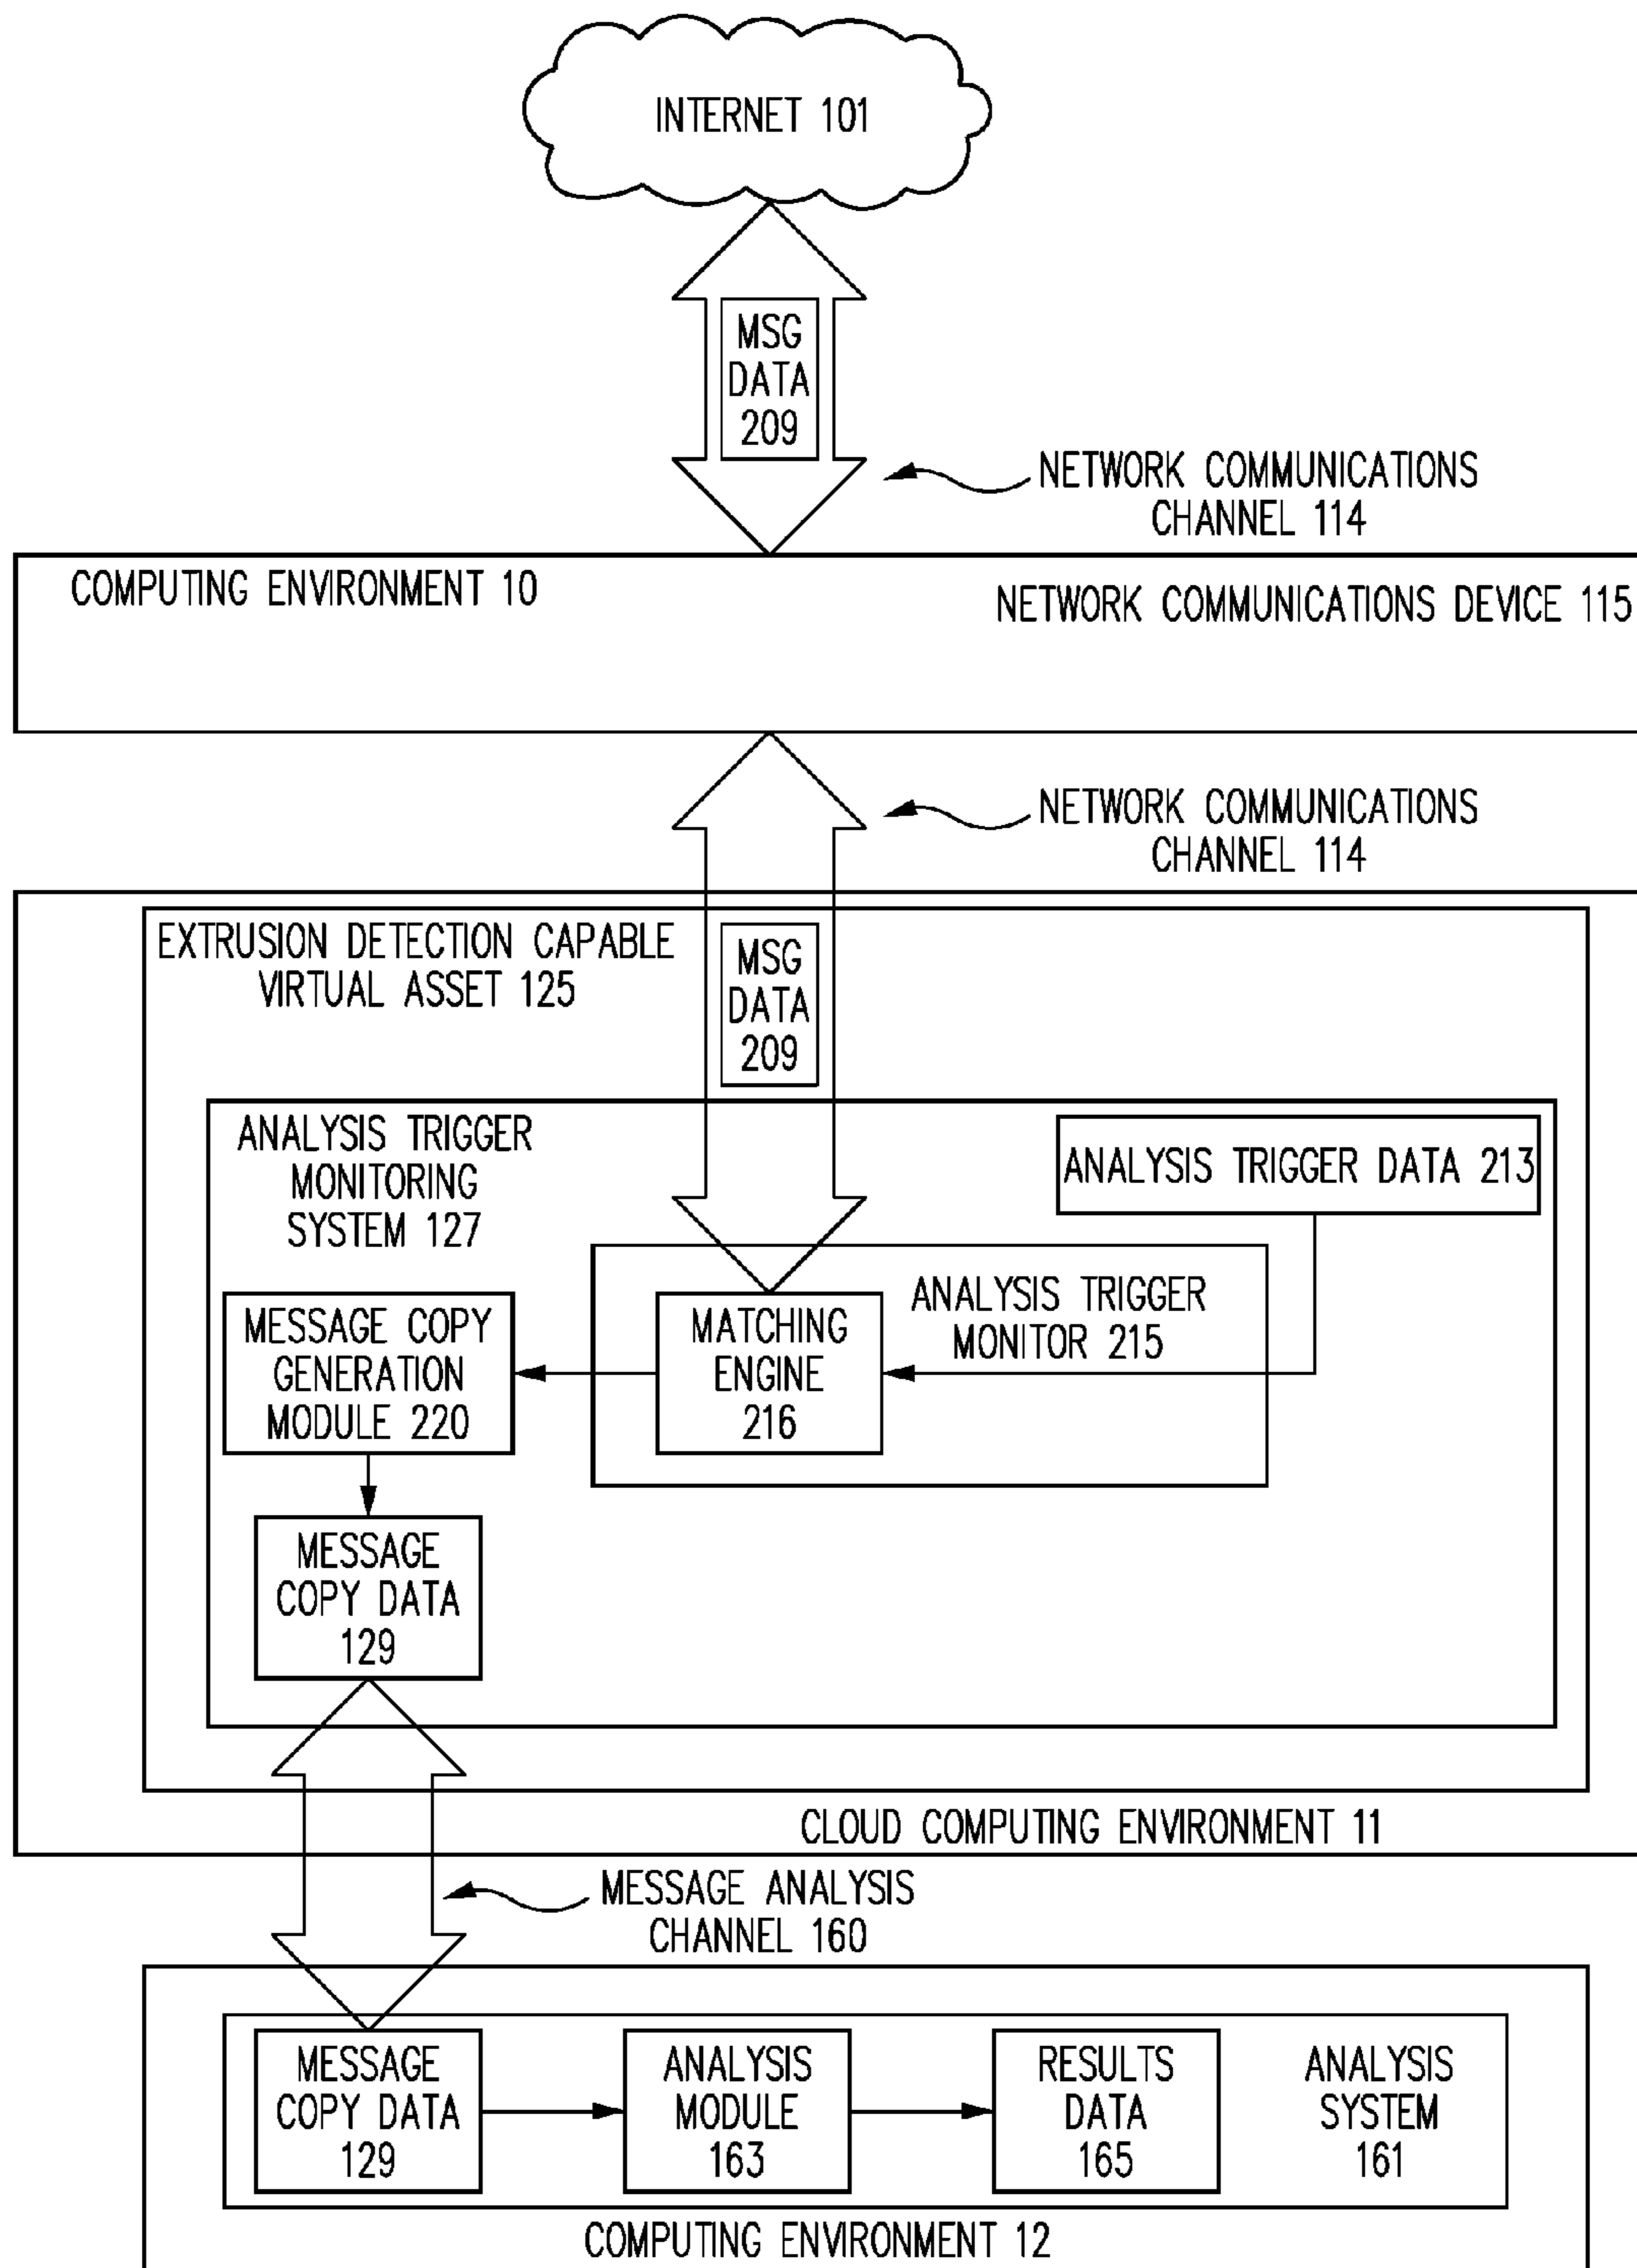 INTERNET 101
MSG
DATA
209
NETWORK COMMUNICATIONS
CHANNEL 114
COMPUTING ENVIRONMENT 10
NETWORK COMMUNICATIONS DEVICE 115
NETWORK COMMUNICATIONS
CHANNEL 114
EXTRUSION DETECTION CAPABLE
VIRTUAL ASSET 125
MSG
DATA
209
ANALYSIS TRIGGER
MONITORING
SYSTEM 127
ANALYSIS TRIGGER DATA 213
MESSAGE COPY
GENERATION
MODULE 220
MATCHING
ENGINE
216
ANALYSIS TRIGGER
MONITOR 215
MESSAGE
COPY DATA
129
CLOUD COMPUTING ENVIRONMENT 11
MESSAGE ANALYSIS
CHANNEL 160
MESSAGE
COPY DATA
129
ANALYSIS
MODULE
163
RESULTS
DATA
165
ANALYSIS
SYSTEM
161
COMPUTING ENVIRONMENT 12